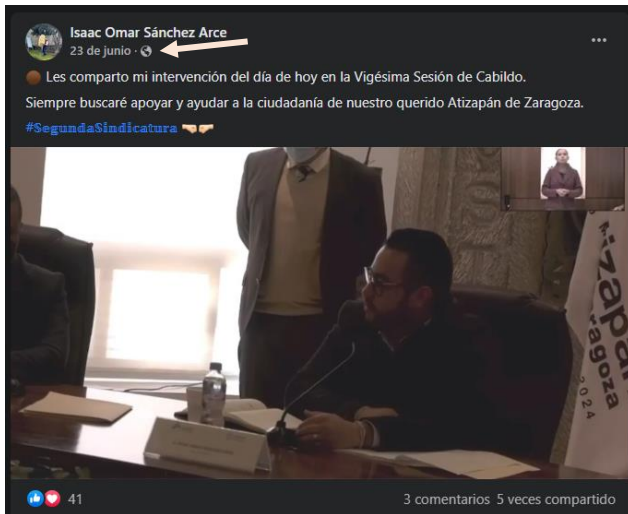 Isaac Omar Sánchez Arce
23 de junio ·
Les comparto mi intervención del día de hoy en la Vigésima Sesión de Cabildo.
Siempre buscaré apoyar y ayudar a la ciudadanía de nuestro querido Atizapán de Zaragoza.
#SegundaSindicatura
2024
41
3 comentarios 5 veces compartido